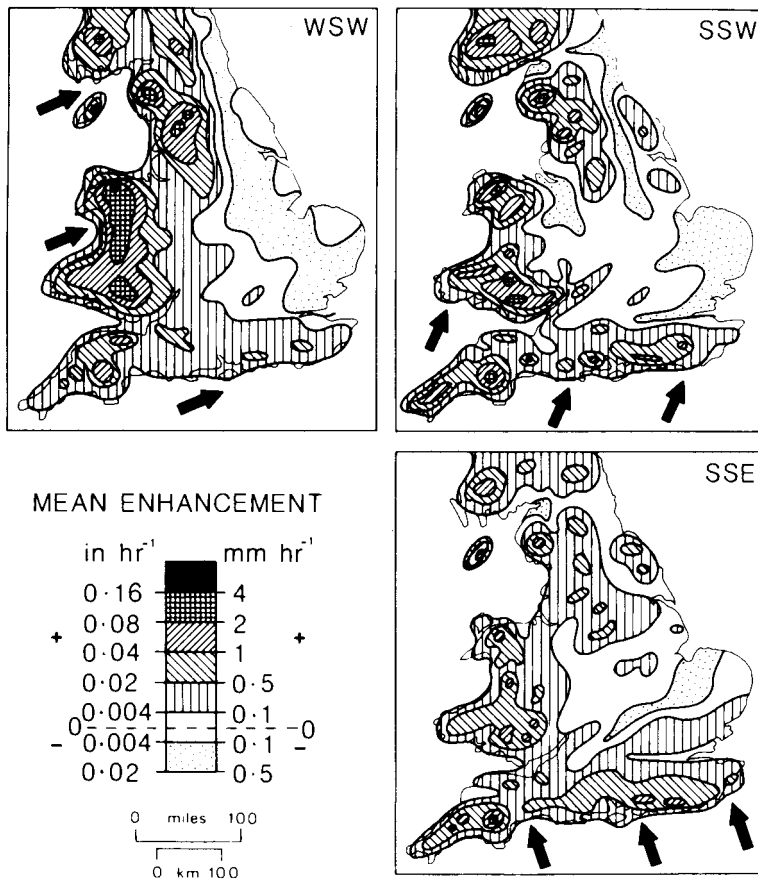 WSW
SSW
SSE
MEAN ENHANCEMENT
in hr⁻¹ mm hr⁻¹
0·16 4
0·08 2
+ +
0·04 1
0·02 0·5
0·004 0·1
0 0
− 0·004 0·1 −
0·02 0·5
0 miles 100
0 km 100